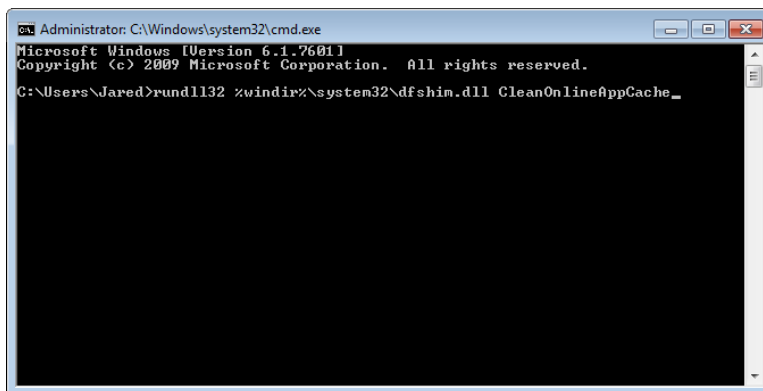 Administrator: C:\Windows\system32\cmd.exe
Microsoft Windows [Version 6.1.7601]
Copyright (c) 2009 Microsoft Corporation.  All rights reserved.
C:\Users\Jared>rundll32 %windir%\system32\dfshim.dll CleanOnlineAppCache_